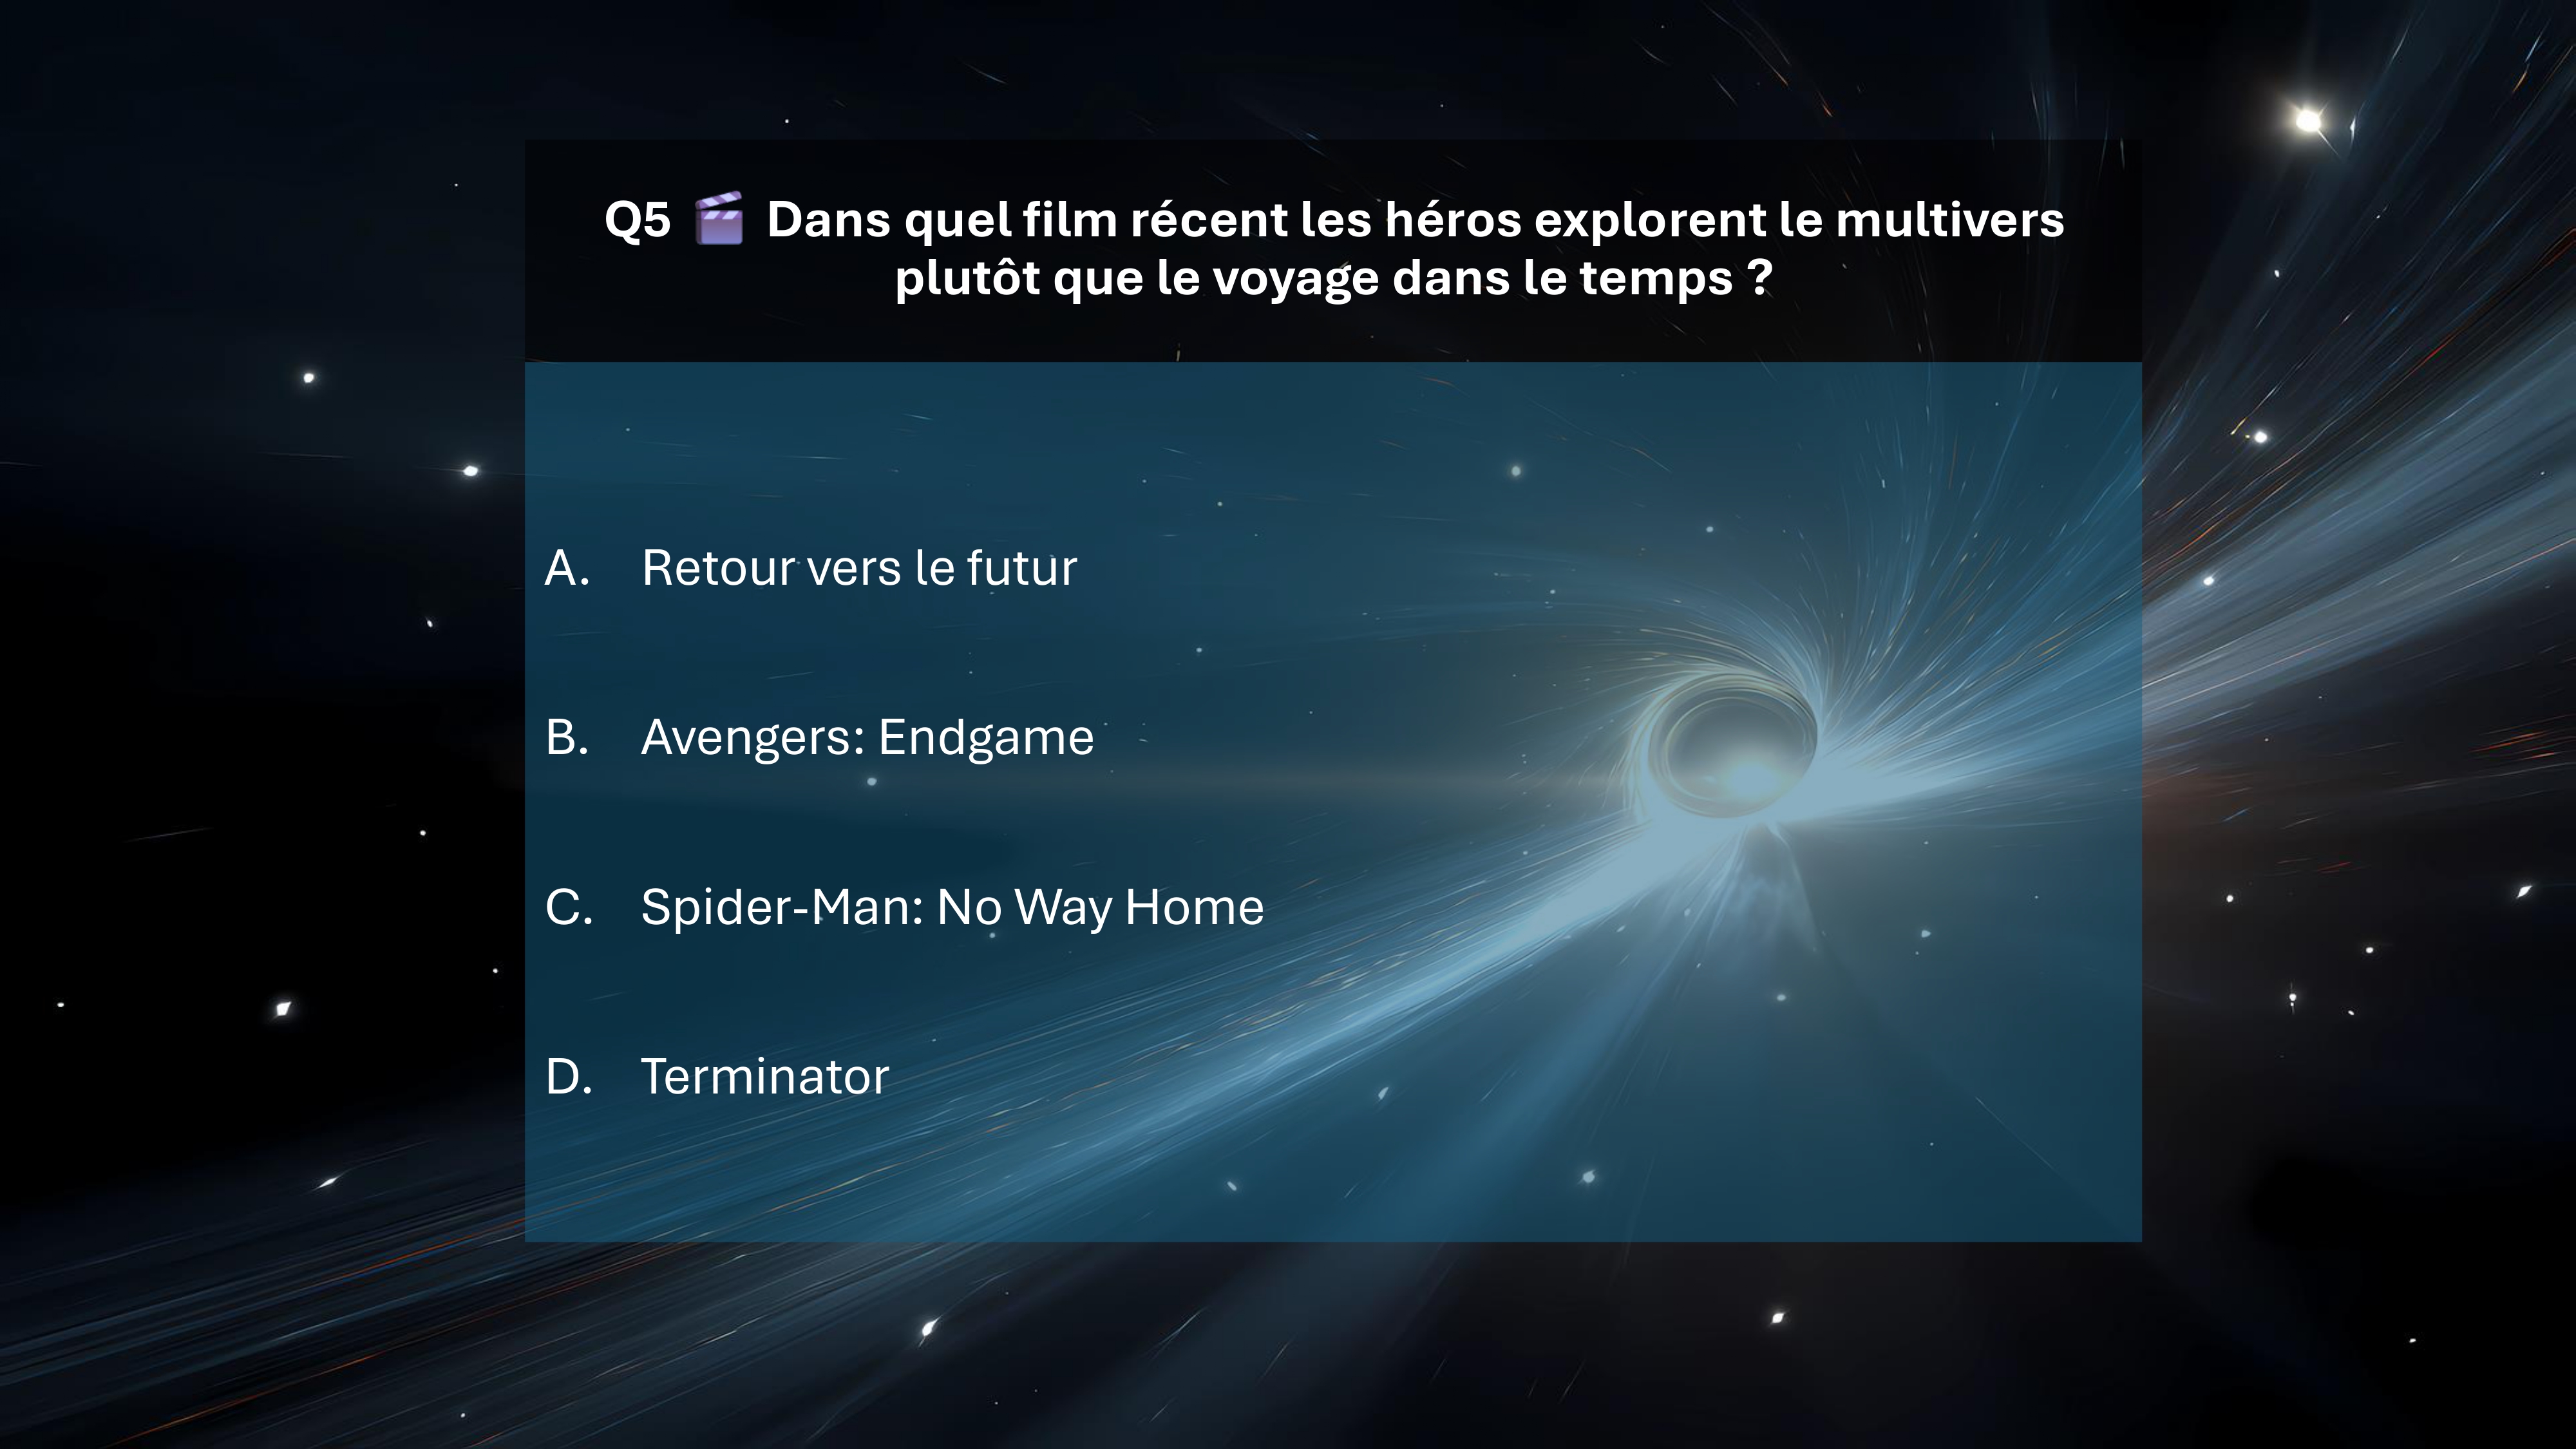 Q5 🎬 Dans quel film récent les héros explorent le multivers
plutôt que le voyage dans le temps ?
A. Retour vers le futur
B. Avengers: Endgame
C. Spider-Man: No Way Home
D. Terminator